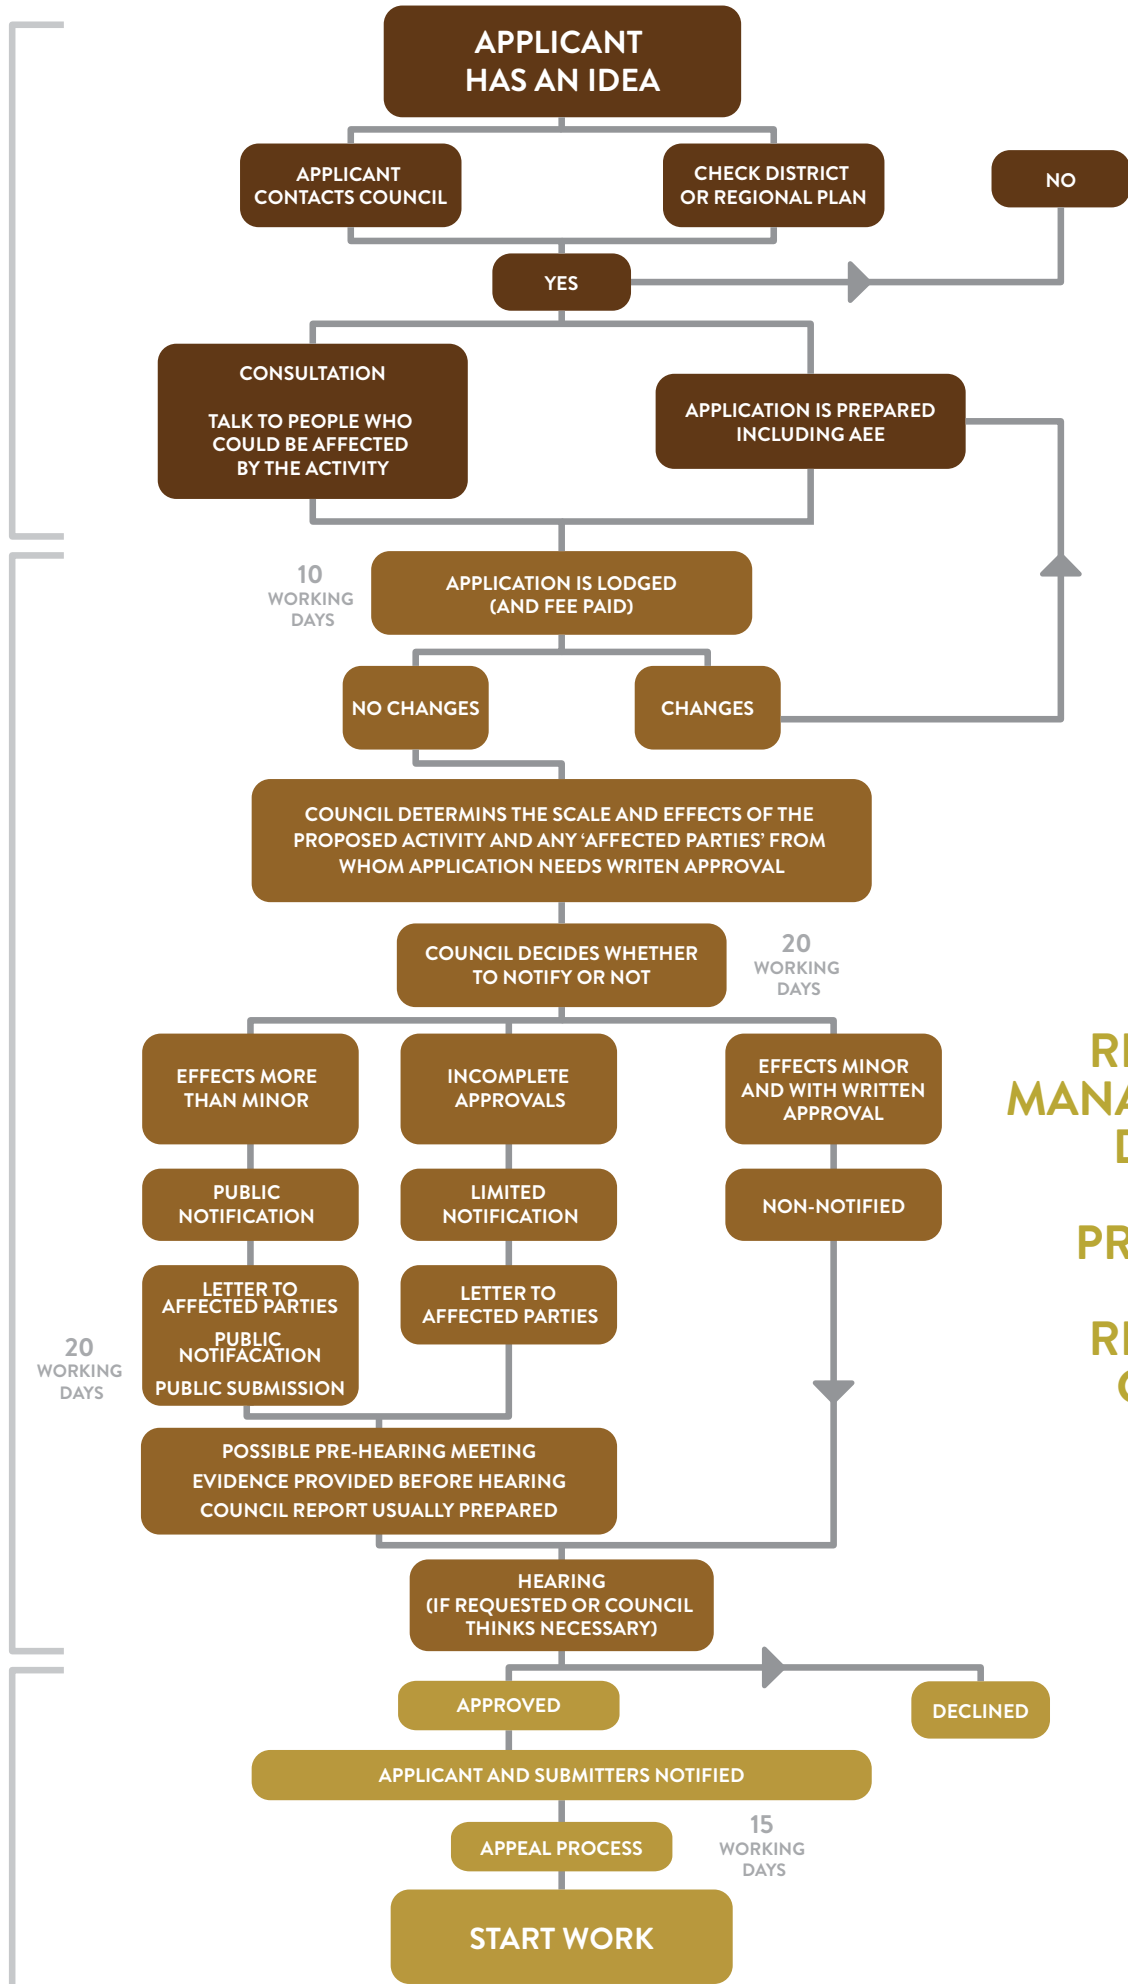 APPLICANT
HAS AN IDEA
APPLICANT
CONTACTS COUNCIL
CHECK DISTRICT
OR REGIONAL PLAN
NO
YES
CONSULTATION
TALK TO PEOPLE WHO
COULD BE AFFECTED
BY THE ACTIVITY
APPLICATION IS PREPARED
INCLUDING AEE
10
WORKING
DAYS
APPLICATION IS LODGED
(AND FEE PAID)
NO CHANGES
CHANGES
COUNCIL DETERMINS THE SCALE AND EFFECTS OF THE
PROPOSED ACTIVITY AND ANY ‘AFFECTED PARTIES’ FROM
WHOM APPLICATION NEEDS WRITEN APPROVAL
COUNCIL DECIDES WHETHER
TO NOTIFY OR NOT
20
WORKING
DAYS
EFFECTS MORE
THAN MINOR
INCOMPLETE
APPROVALS
EFFECTS MINOR
AND WITH WRITTEN
APPROVAL
PUBLIC
NOTIFICATION
LIMITED
NOTIFICATION
NON-NOTIFIED
LETTER TO
AFFECTED PARTIES
PUBLIC
NOTIFACATION
PUBLIC SUBMISSION
LETTER TO
AFFECTED PARTIES
20
WORKING
DAYS
POSSIBLE PRE-HEARING MEETING
EVIDENCE PROVIDED BEFORE HEARING
COUNCIL REPORT USUALLY PREPARED
HEARING
(IF REQUESTED OR COUNCIL
THINKS NECESSARY)
APPROVED
DECLINED
APPLICANT AND SUBMITTERS NOTIFIED
APPEAL PROCESS
15
WORKING
DAYS
START WORK